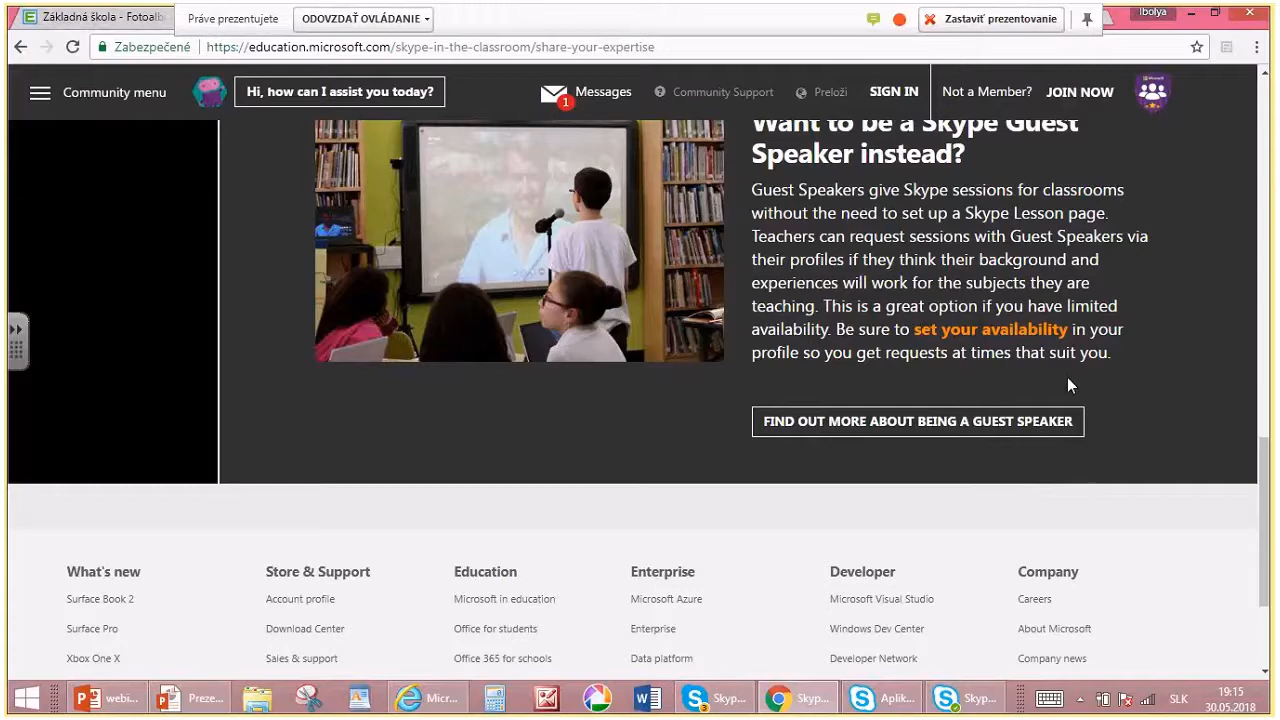 Základná škola - Fotoalb
Práve prezentujete
ODOVZDAŤ OVLÁDANIE
Zastaviť prezentovanie
Ibolya
Zabezpečené
https://education.microsoft.com/skype-in-the-classroom/share-your-expertise
Community menu
Hi, how can I assist you today?
1
Messages
Community Support
Preloži
SIGN IN
Not a Member?
JOIN NOW
Want to be a Skype Guest
Speaker instead?
Guest Speakers give Skype sessions for classrooms
without the need to set up a Skype Lesson page.
Teachers can request sessions with Guest Speakers via
their profiles if they think their background and
experiences will work for the subjects they are
teaching. This is a great option if you have limited
availability. Be sure to set your availability in your
profile so you get requests at times that suit you.
FIND OUT MORE ABOUT BEING A GUEST SPEAKER
What's new
Store & Support
Education
Enterprise
Developer
Company
Surface Book 2
Account profile
Microsoft in education
Microsoft Azure
Microsoft Visual Studio
Careers
Surface Pro
Download Center
Office for students
Enterprise
Windows Dev Center
About Microsoft
Xbox One X
Sales & support
Office 365 for schools
Data platform
Developer Network
Company news
webi...
Preze...
Micr...
Skyp...
Skyp...
Aplik...
Skyp...
SLK
19:15
30.05.2018